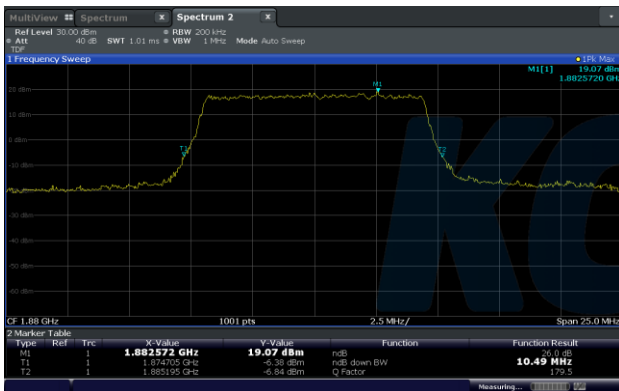 MultiView Spectrum x Spectrum 2 x
Ref Level 30.00 dBm RBW 200 kHz
Att 40 dB SWT 1.01 ms VBW 1 MHz Mode Auto Sweep
TDF
1 Frequency Sweep 1Pk Max
M1[1] 19.07 dBm
1.8825720 GHz
M1
20 dBm
10 dBm
0 dBm
T1 T2
-10 dBm
-20 dBm
-30 dBm
-40 dBm
-50 dBm
-60 dBm
KC
CF 1.88 GHz 1001 pts 2.5 MHz/ Span 25.0 MHz
2 Marker Table
Type Ref Trc X-Value Y-Value Function Function Result
M1 1 1.882572 GHz 19.07 dBm ndB 26.0 dB
T1 1 1.874705 GHz -6.38 dBm ndB down BW 10.49 MHz
T2 1 1.885195 GHz -6.84 dBm Q Factor 179.5
Measuring...